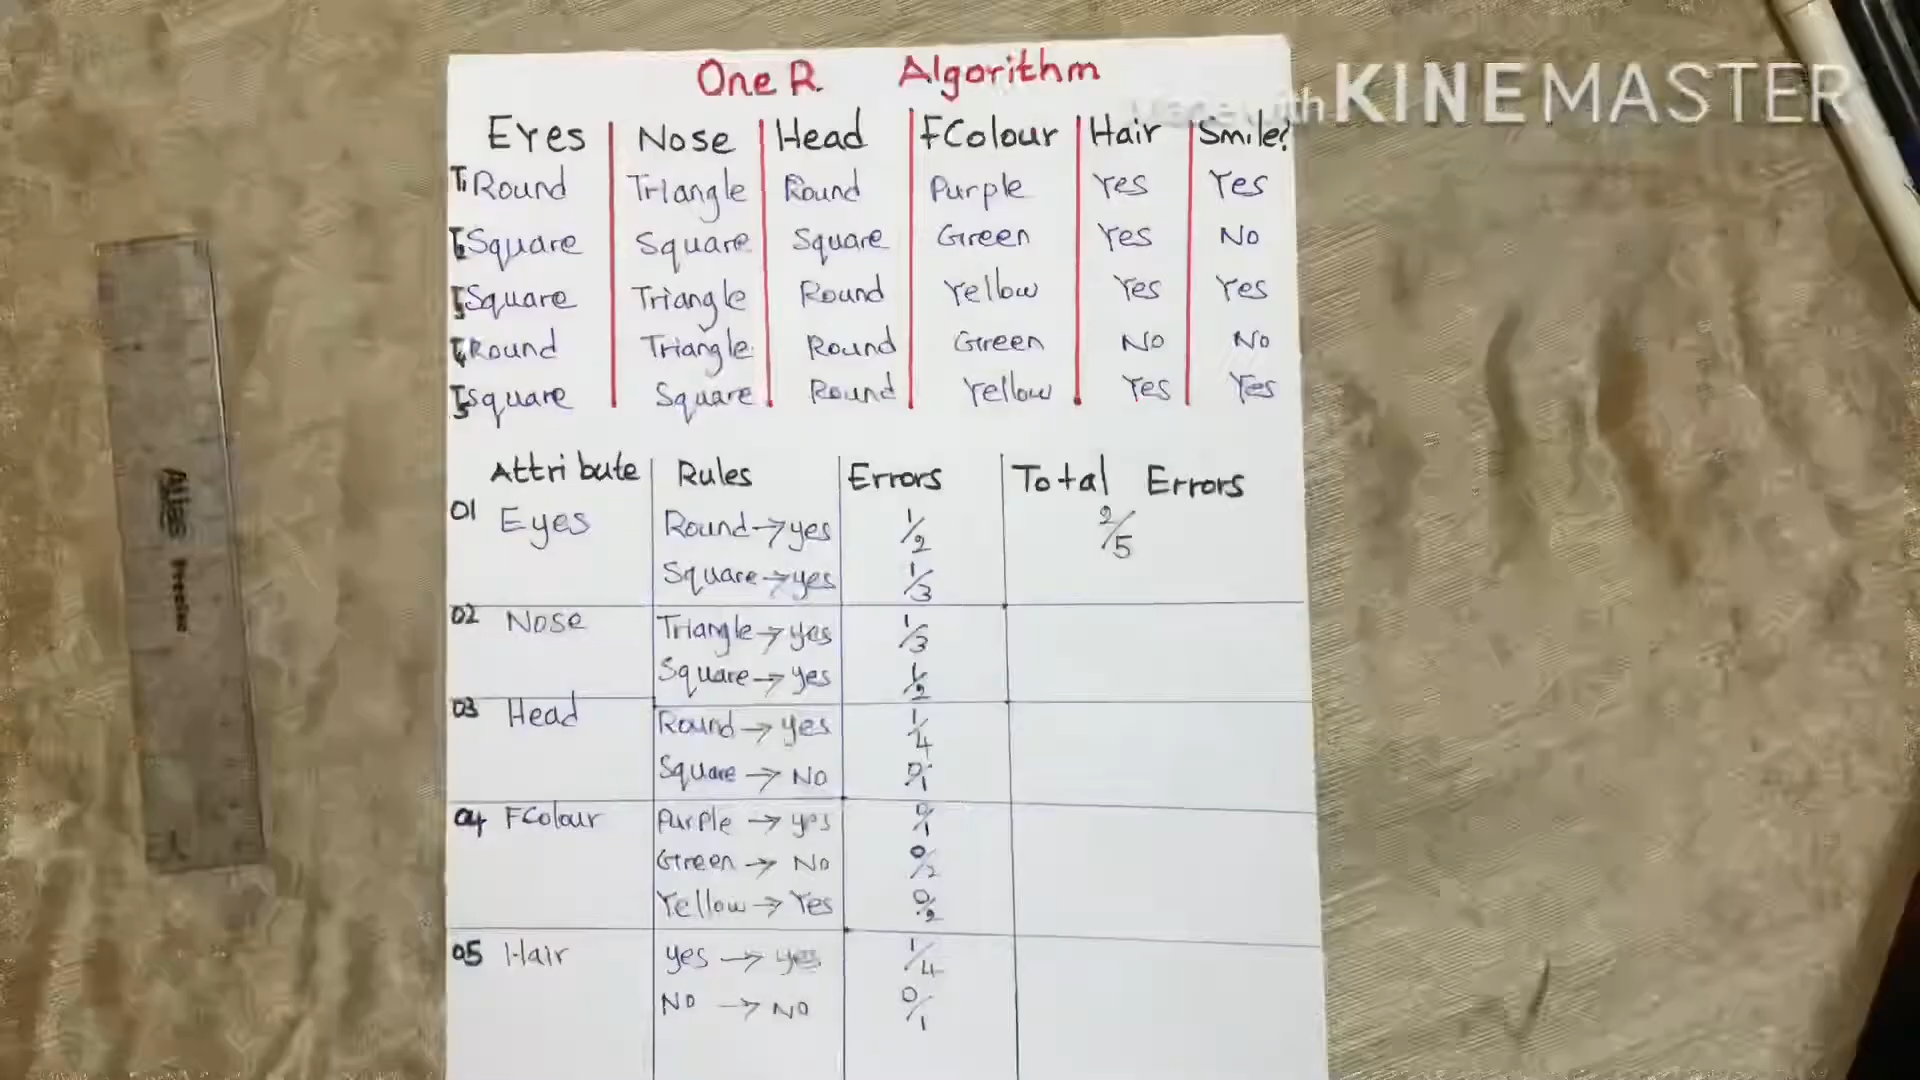 One R Algorithm
Made with KINEMASTER
Eyes Nose Head FColour Hair Smile?
T1 Round Triangle Round Purple Yes Yes
Square Square Square Green Yes No
Square Triangle Round Yellow Yes Yes
Round Triangle Round Green No No
Square Square Round Yellow Yes Yes
Attribute Rules Errors Total Errors
01 Eyes Round → yes 1/2 2/5
Square → yes 1/3
02 Nose Triangle → yes 1/3
Square → yes 1/2
03 Head Round → yes 1/4
Square → No 0/1
04 FColour Purple → yes 0/1
Green → No 0/2
Yellow → Yes 0/2
05 Hair yes → yes 1/4
No → No 0/1
Atlas